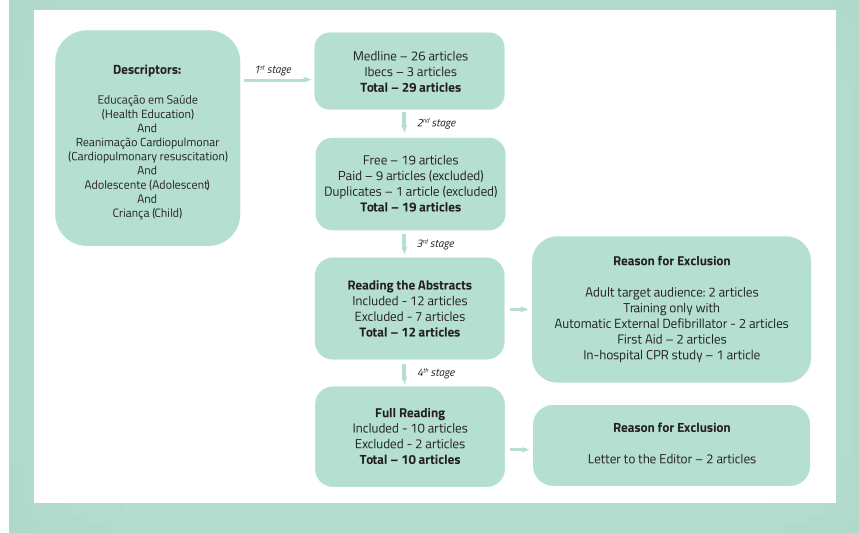 Descriptors:
Educação em Saúde
(Health Education)
And
Reanimação Cardiopulmonar
(Cardiopulmonary resuscitation)
And
Adolescente (Adolescent)
And
Criança (Child)
1st stage
Medline – 26 articles
Ibecs – 3 articles
Total – 29 articles
2nd stage
Free – 19 articles
Paid – 9 articles (excluded)
Duplicates – 1 article (excluded)
Total – 19 articles
3rd stage
Reading the Abstracts
Included - 12 articles
Excluded - 7 articles
Total – 12 articles
Reason for Exclusion
Adult target audience: 2 articles
Training only with
Automatic External Defibrillator - 2 articles
First Aid – 2 articles
In-hospital CPR study – 1 article
4th stage
Full Reading
Included - 10 articles
Excluded - 2 articles
Total – 10 articles
Reason for Exclusion
Letter to the Editor – 2 articles